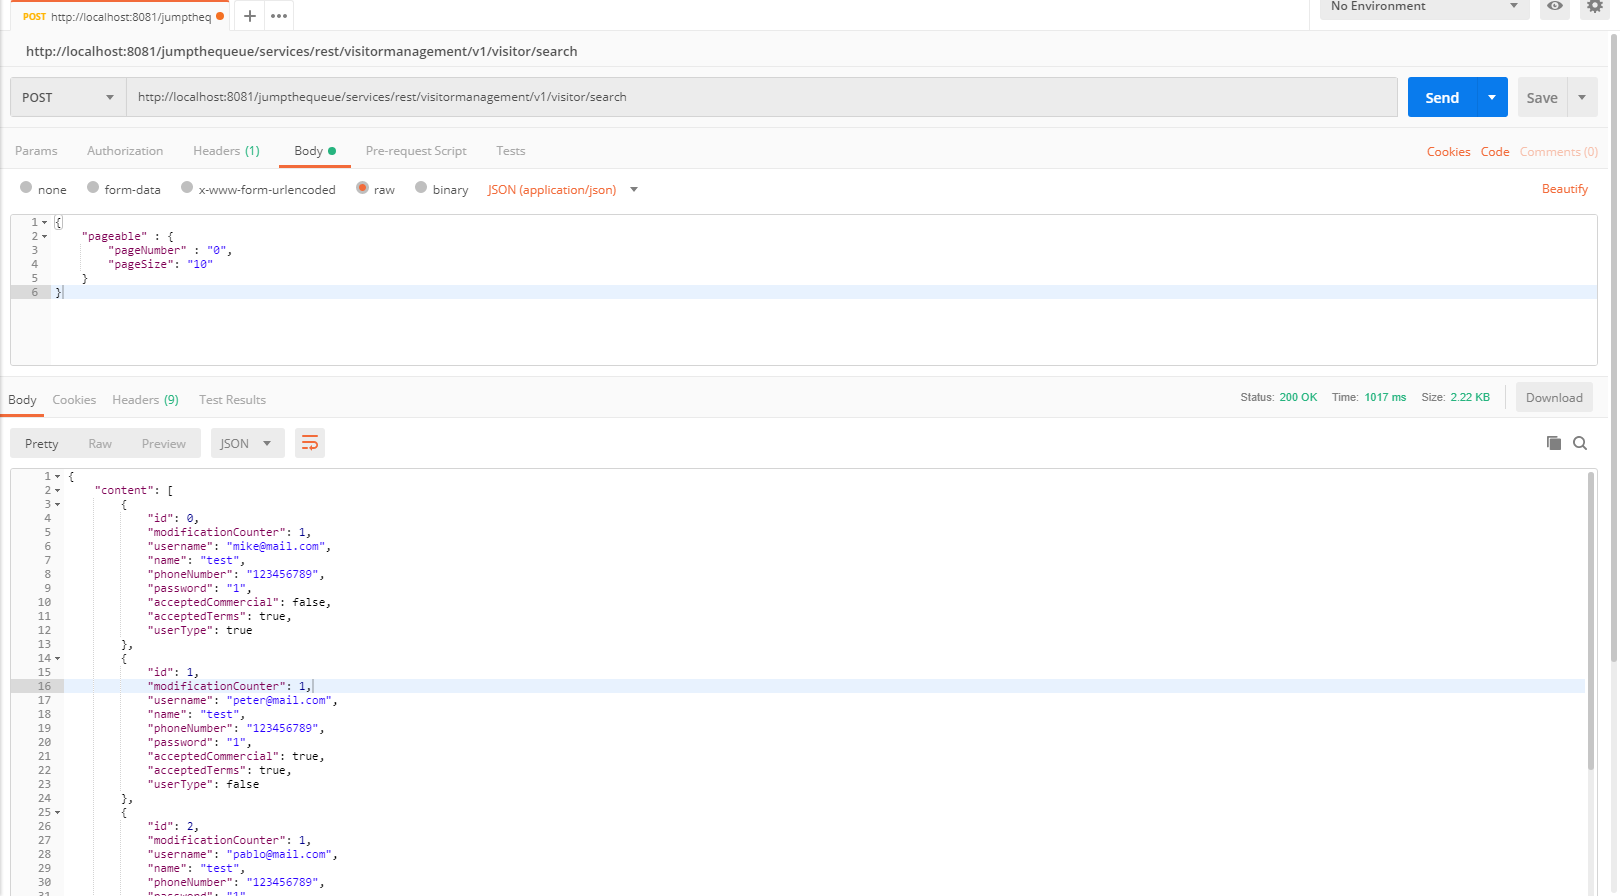 POST http://localhost:8081/jumptheq
No Environment
http://localhost:8081/jumpthequeue/services/rest/visitormanagement/v1/visitor/search
POST http://localhost:8081/jumpthequeue/services/rest/visitormanagement/v1/visitor/search Send Save
Params Authorization Headers (1) Body Pre-request Script Tests Cookies Code Comments (0)
none form-data x-www-form-urlencoded raw binary JSON (application/json) Beautify
1 {
2 "pageable" : {
3 "pageNumber" : "0",
4 "pageSize": "10"
5 }
6 }
Body Cookies Headers (9) Test Results Status: 200 OK Time: 1017 ms Size: 2.22 KB Download
Pretty Raw Preview JSON
1 {
2 "content": [
3 {
4 "id": 0,
5 "modificationCounter": 1,
6 "username": "mike@mail.com",
7 "name": "test",
8 "phoneNumber": "123456789",
9 "password": "1",
10 "acceptedCommercial": false,
11 "acceptedTerms": true,
12 "userType": true
13 },
14 {
15 "id": 1,
16 "modificationCounter": 1,
17 "username": "peter@mail.com",
18 "name": "test",
19 "phoneNumber": "123456789",
20 "password": "1",
21 "acceptedCommercial": true,
22 "acceptedTerms": true,
23 "userType": false
24 },
25 {
26 "id": 2,
27 "modificationCounter": 1,
28 "username": "pablo@mail.com",
29 "name": "test",
30 "phoneNumber": "123456789",
31 "password": "1"